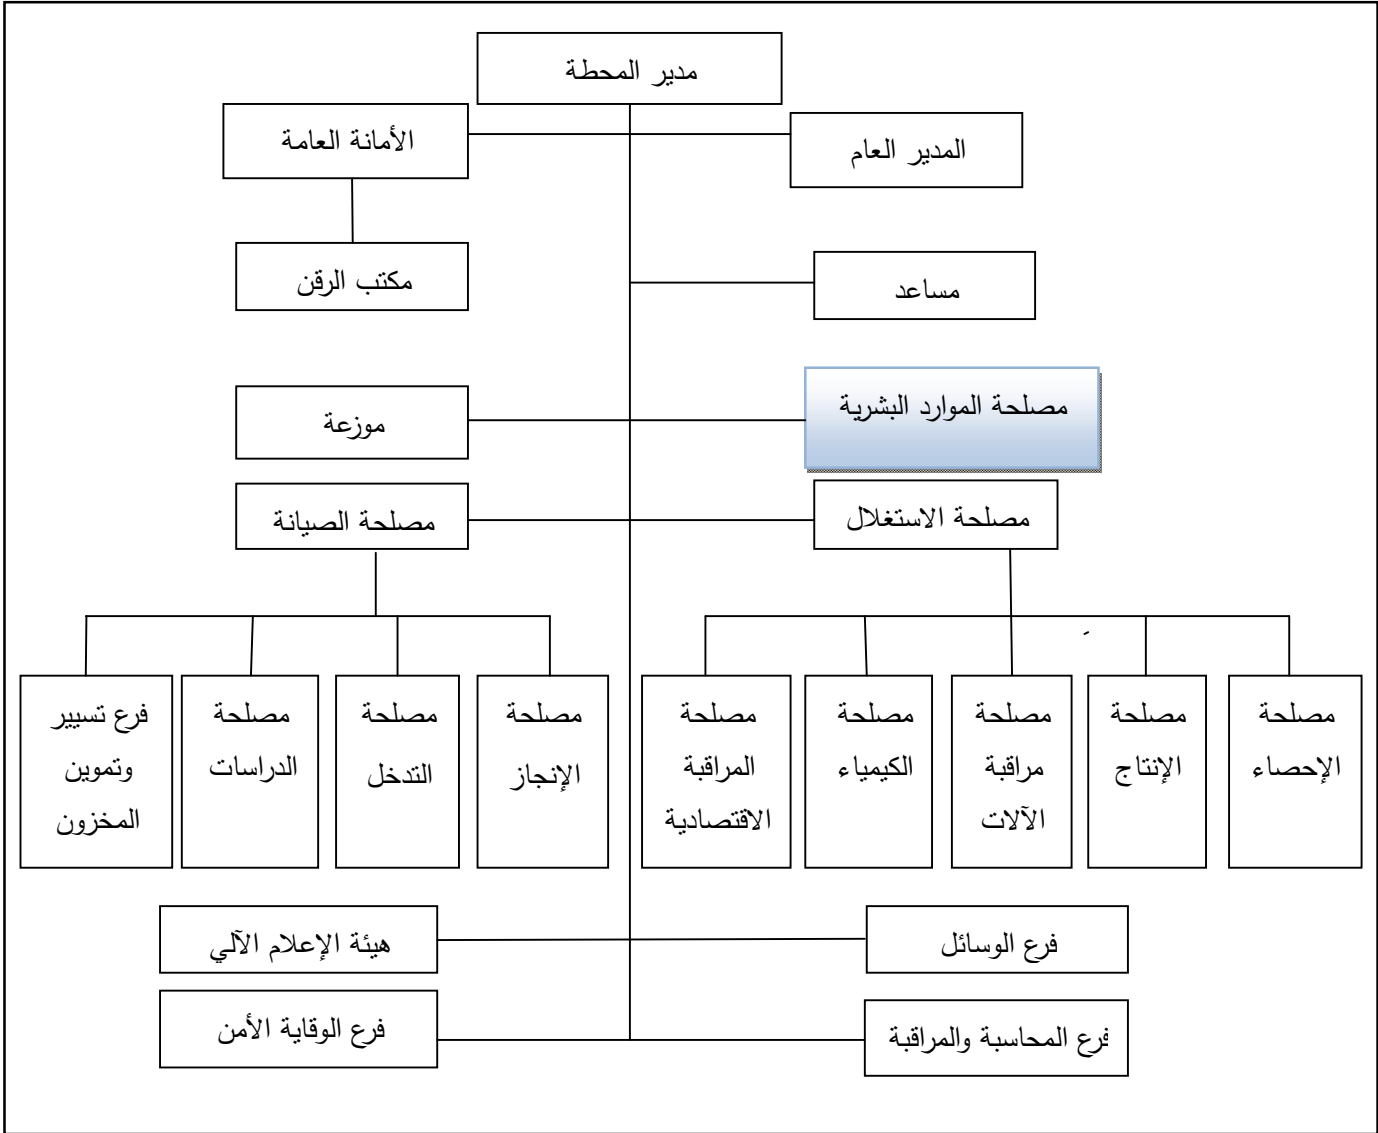 مدير المحطة
المدير العام
الأمانة العامة
مساعد
مكتب الرقن
مصلحة الموارد البشرية
موزعة
مصلحة الاستغلال
مصلحة الصيانة
مصلحة
الإحصاء
مصلحة
الإنتاج
مصلحة
مراقبة
الآلات
مصلحة
الكيمياء
مصلحة
المراقبة
الاقتصادية
مصلحة
الإنجاز
مصلحة
التدخل
مصلحة
الدراسات
فرع تسيير
وتموين
المخزون
فرع الوسائل
هيئة الإعلام الآلي
فرع المحاسبة والمراقبة
فرع الوقاية الأمن